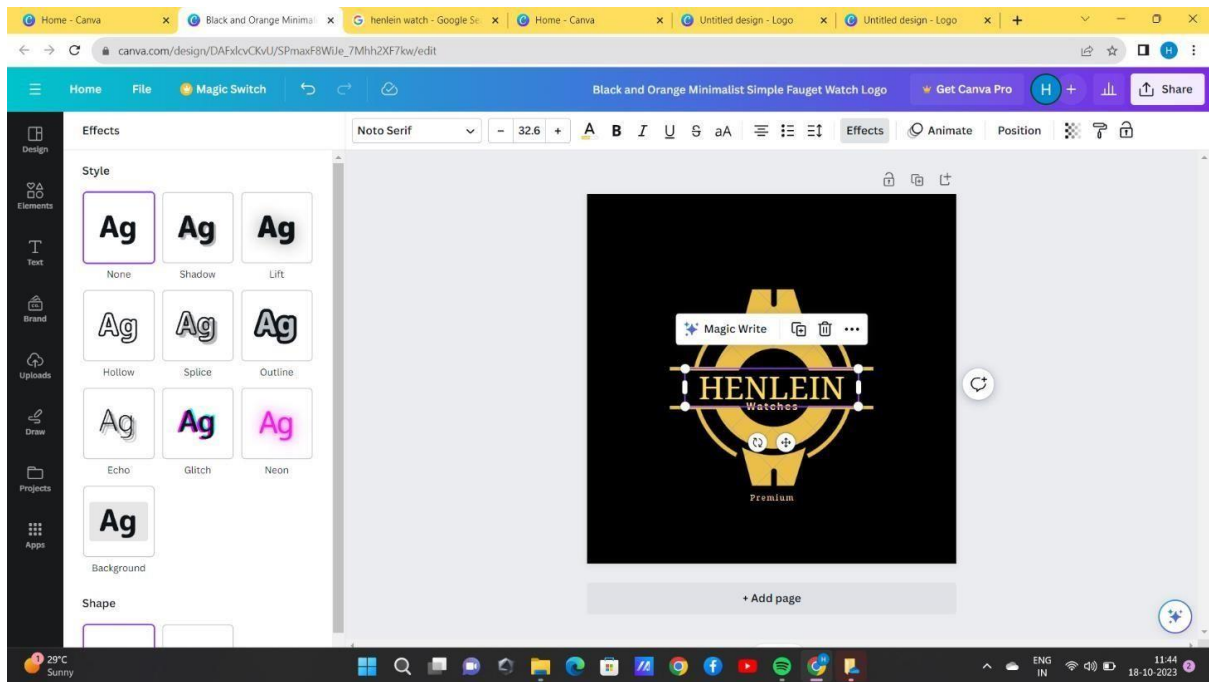 Home - Canva
Black and Orange Minimal
henlein watch - Google Se
Home - Canva
Untitled design - Logo
Untitled design - Logo
canva.com/design/DAFxlcvCKvU/SPmaxF8WiJe_7Mhh2XF7kw/edit
Home File Magic Switch Black and Orange Minimalist Simple Fauget Watch Logo Get Canva Pro H + Share
Effects Noto Serif - 32.6 + A B I U S aA Effects Animate Position
Design
Elements
Text
Brand
Uploads
Draw
Projects
Apps
Style
Ag Ag Ag
None Shadow Lift
Ag Ag Ag
Hollow Splice Outline
Ag Ag Ag
Echo Glitch Neon
Ag
Background
Shape
Magic Write
HENLEIN
Watches
Premium
+ Add page
1 29°C
Sunny
ENG
IN
11:44
18-10-2023
2